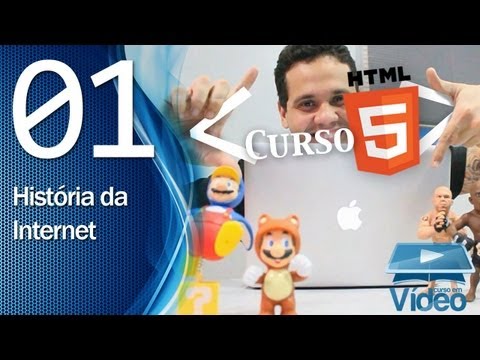 01
História da
Internet
< CURSO HTML 5 >
?
curso em
Vídeo